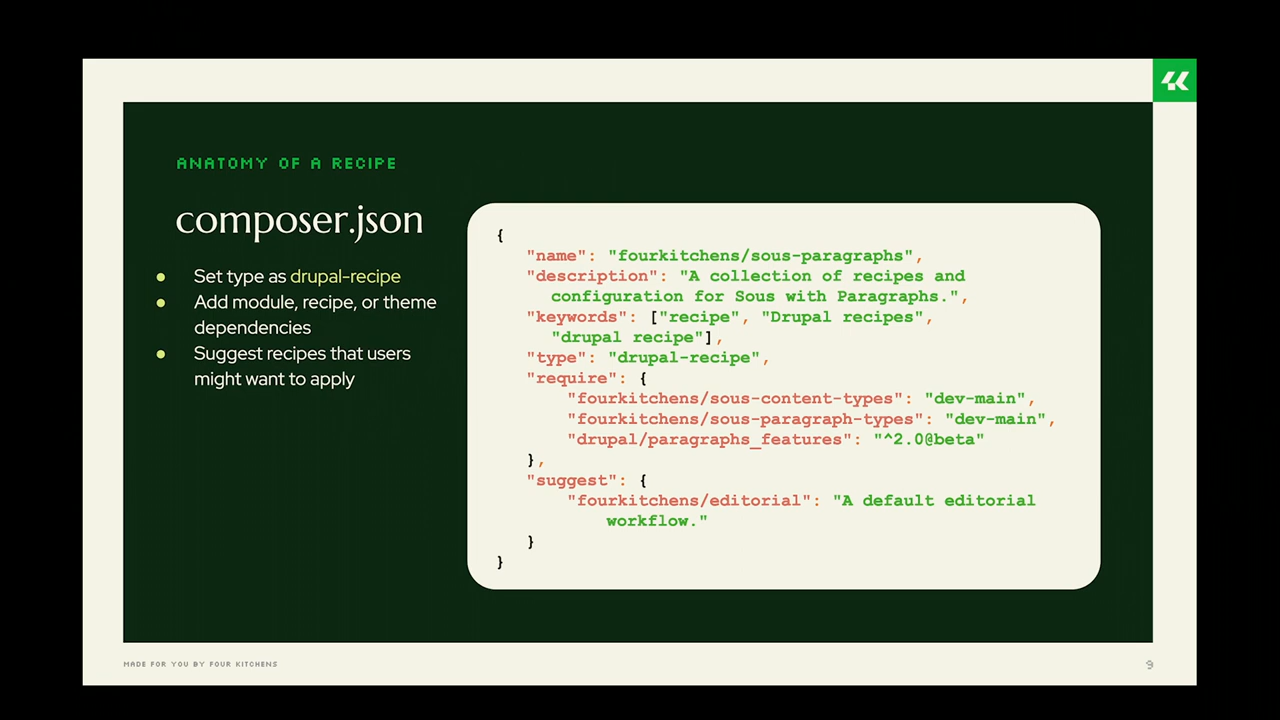 ANATOMY OF A RECIPE
composer.json
● Set type as drupal-recipe
● Add module, recipe, or theme
dependencies
● Suggest recipes that users
might want to apply
{
"name": "fourkitchens/sous-paragraphs",
"description": "A collection of recipes and
configuration for Sous with Paragraphs.",
"keywords": ["recipe", "Drupal recipes",
"drupal recipe"],
"type": "drupal-recipe",
"require": {
"fourkitchens/sous-content-types": "dev-main",
"fourkitchens/sous-paragraph-types": "dev-main",
"drupal/paragraphs_features": "^2.0@beta"
},
"suggest": {
"fourkitchens/editorial": "A default editorial
workflow."
}
}
MADE FOR YOU BY FOUR KITCHENS
9